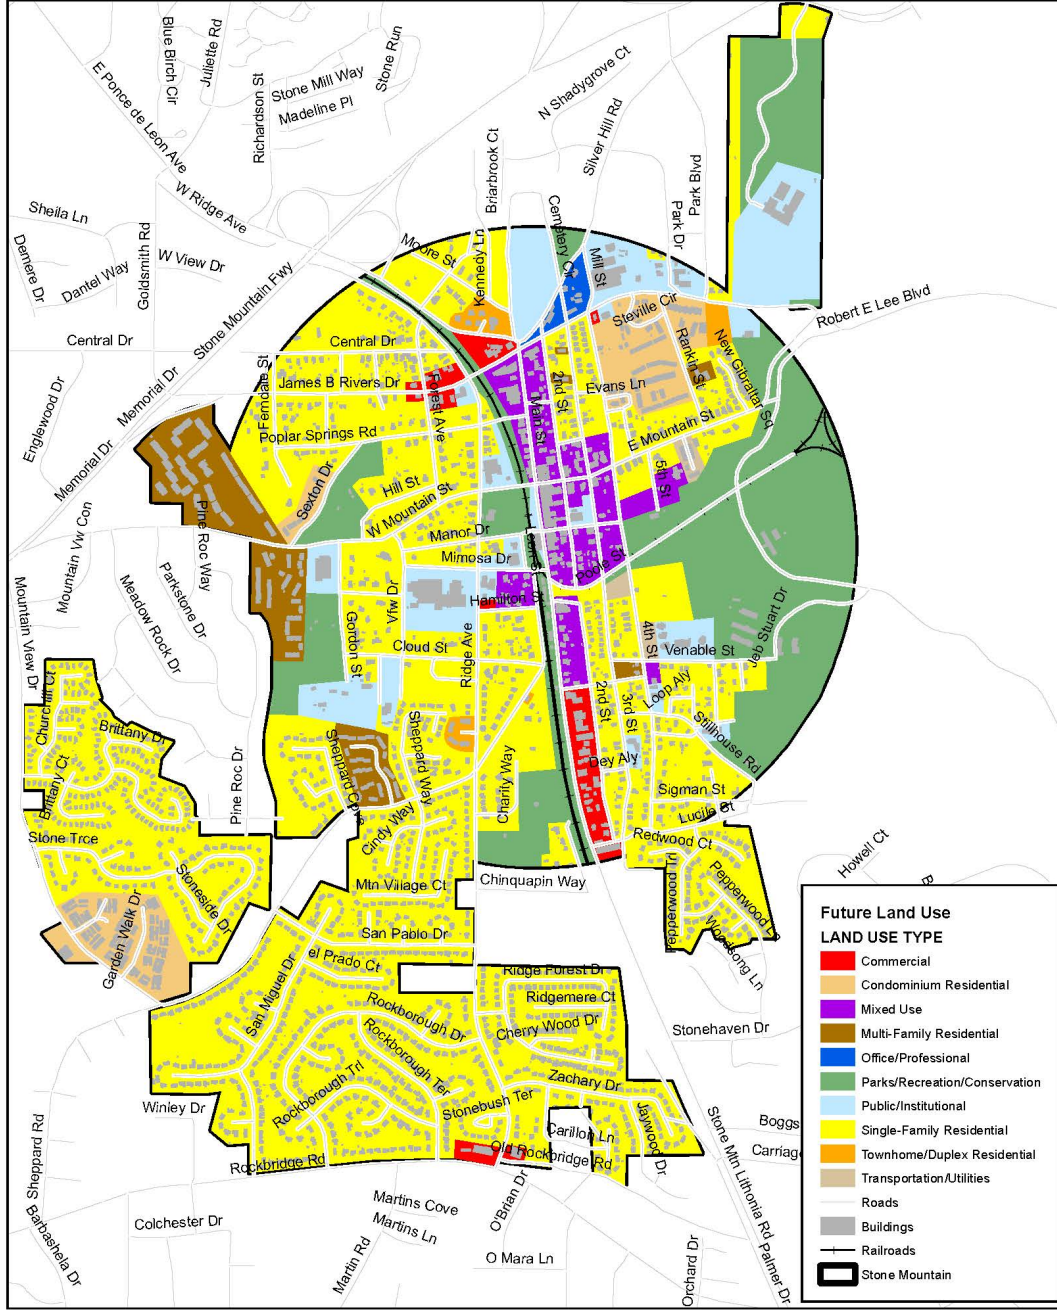 Blue Birch Cir
Juliette Rd
Stone Run
E Ponce de Leon Ave
Richardson St
Stone Mill Way
Madeline Pl
N Shadygrove Ct
Silver Hill Rd
Briarbrook Ct
Park Blvd
W Ridge Ave
Sheila Ln
Goldsmith Rd
Cemetery Cir
Park Dr
Demere Dr
W View Dr
Moore St
Kennedy Ln
Mill St
Dantel Way
Stone Mountain Fwy
Steville Cir
Robert E Lee Blvd
Central Dr
Central Dr
Rankin St
New Gibraltar Sq
Memorial Dr
Ferndale St
James B Rivers Dr
Forest Ave
2nd St
Evans Ln
Englewood Dr
Main St
Poplar Springs Rd
E Mountain St
Memorial Dr
Sexton Dr
Hill St
5th St
W Mountain St
Pine Roc Way
Mountain Vw Con
Manor Dr
Leon St
Mimosa Dr
Poole St
Mountain View Dr
Meadow Rock Dr
Parkstone Dr
Vfw Dr
Hamilton St
Jeb Stuart Dr
Gordon St
Cloud St
Ridge Ave
4th St
Venable St
Churchill Ct
Loop Aly
2nd St
3rd St
Brittany Dr
Sheppard Cove
Sheppard Way
Stillhouse Rd
Brittany Ct
Pine Roc Dr
Charity Way
Dey Aly
Sigman St
Cindy Way
Lucile St
Stone Trce
Redwood Ct
Howell Ct
Stoneside Dr
Mtn Village Ct
Chinquapin Way
Pepperwood Trl
Pepperwood Ln
B
Garden Walk Dr
San Pablo Dr
Woodsong Ln
el Prado Ct
San Miguel Dr
Ridge Forest Dr
Ridgemere Ct
Rockborough Dr
Cherry Wood Dr
Stonehaven Dr
Rockborough Ter
Rockborough Trl
Zachary Dr
Winley Dr
Stonebush Ter
Jaywood Dr
Boggs
Carillon Ln
Carriag
Old Rockbridge Rd
Rockbridge Rd
Sheppard Rd
Stone Mtn Lithonia Rd
Martins Cove
O'Brian Dr
Colchester Dr
Martins Ln
Barbashela Dr
Martin Rd
O Mara Ln
Orchard Dr
Palmer Dr
Future Land Use
LAND USE TYPE
Commercial
Condominium Residential
Mixed Use
Multi-Family Residential
Office/Professional
Parks/Recreation/Conservation
Public/Institutional
Single-Family Residential
Townhome/Duplex Residential
Transportation/Utilities
Roads
Buildings
Railroads
Stone Mountain